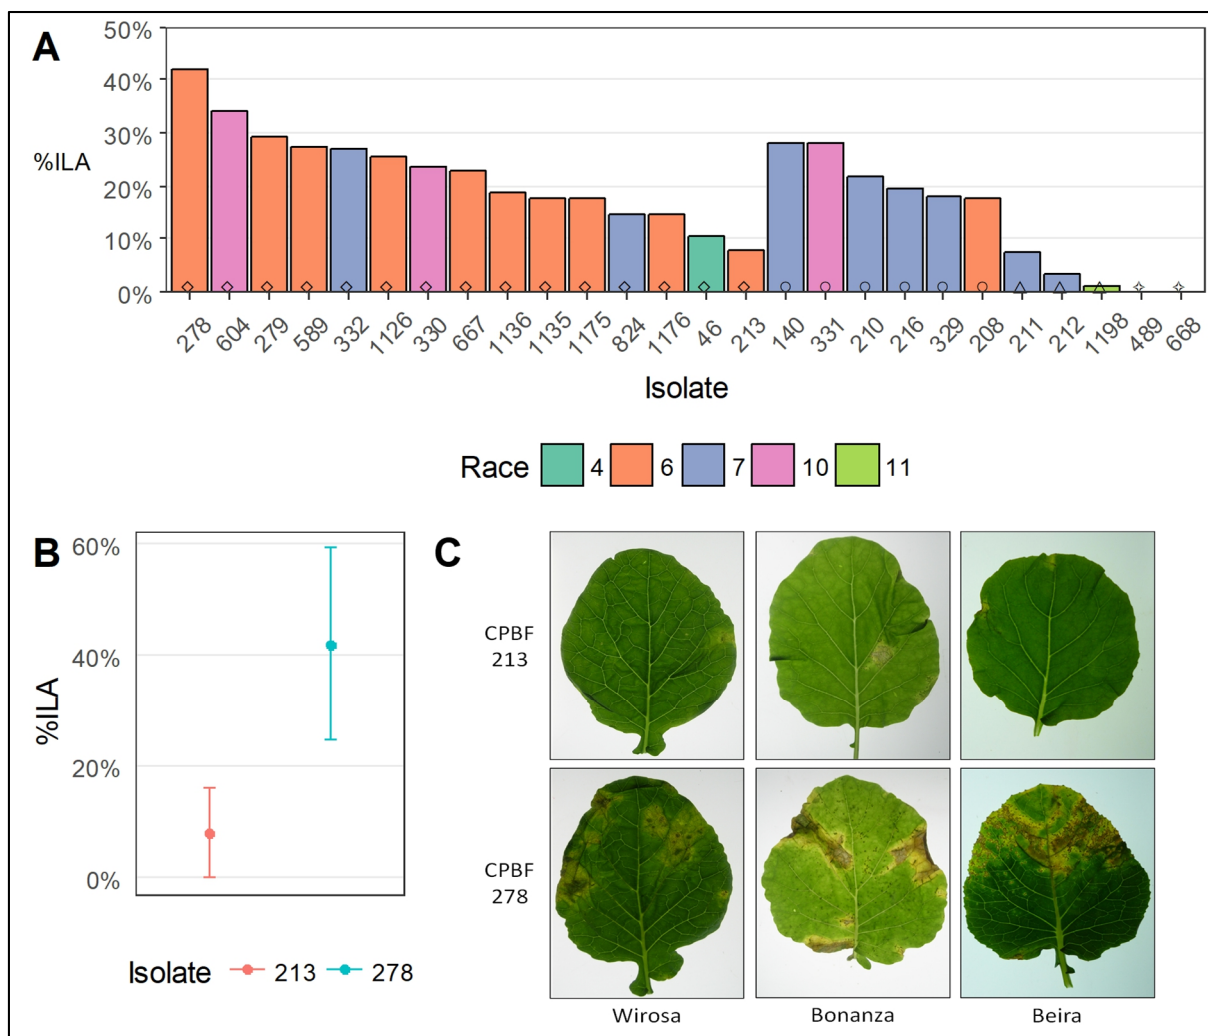 A
50%
40%
30%
20%
10%
0%
%ILA
278 604 279 589 332 1126 330 667 1136 1135 1175 824 1176 46 213 140 331 210 216 329 208 211 212 1198 489 668
Isolate
Race 4 6 7 10 11
B
60%
40%
20%
0%
%ILA
Isolate 213 278
C
CPBF
213
CPBF
278
Wirosa Bonanza Beira